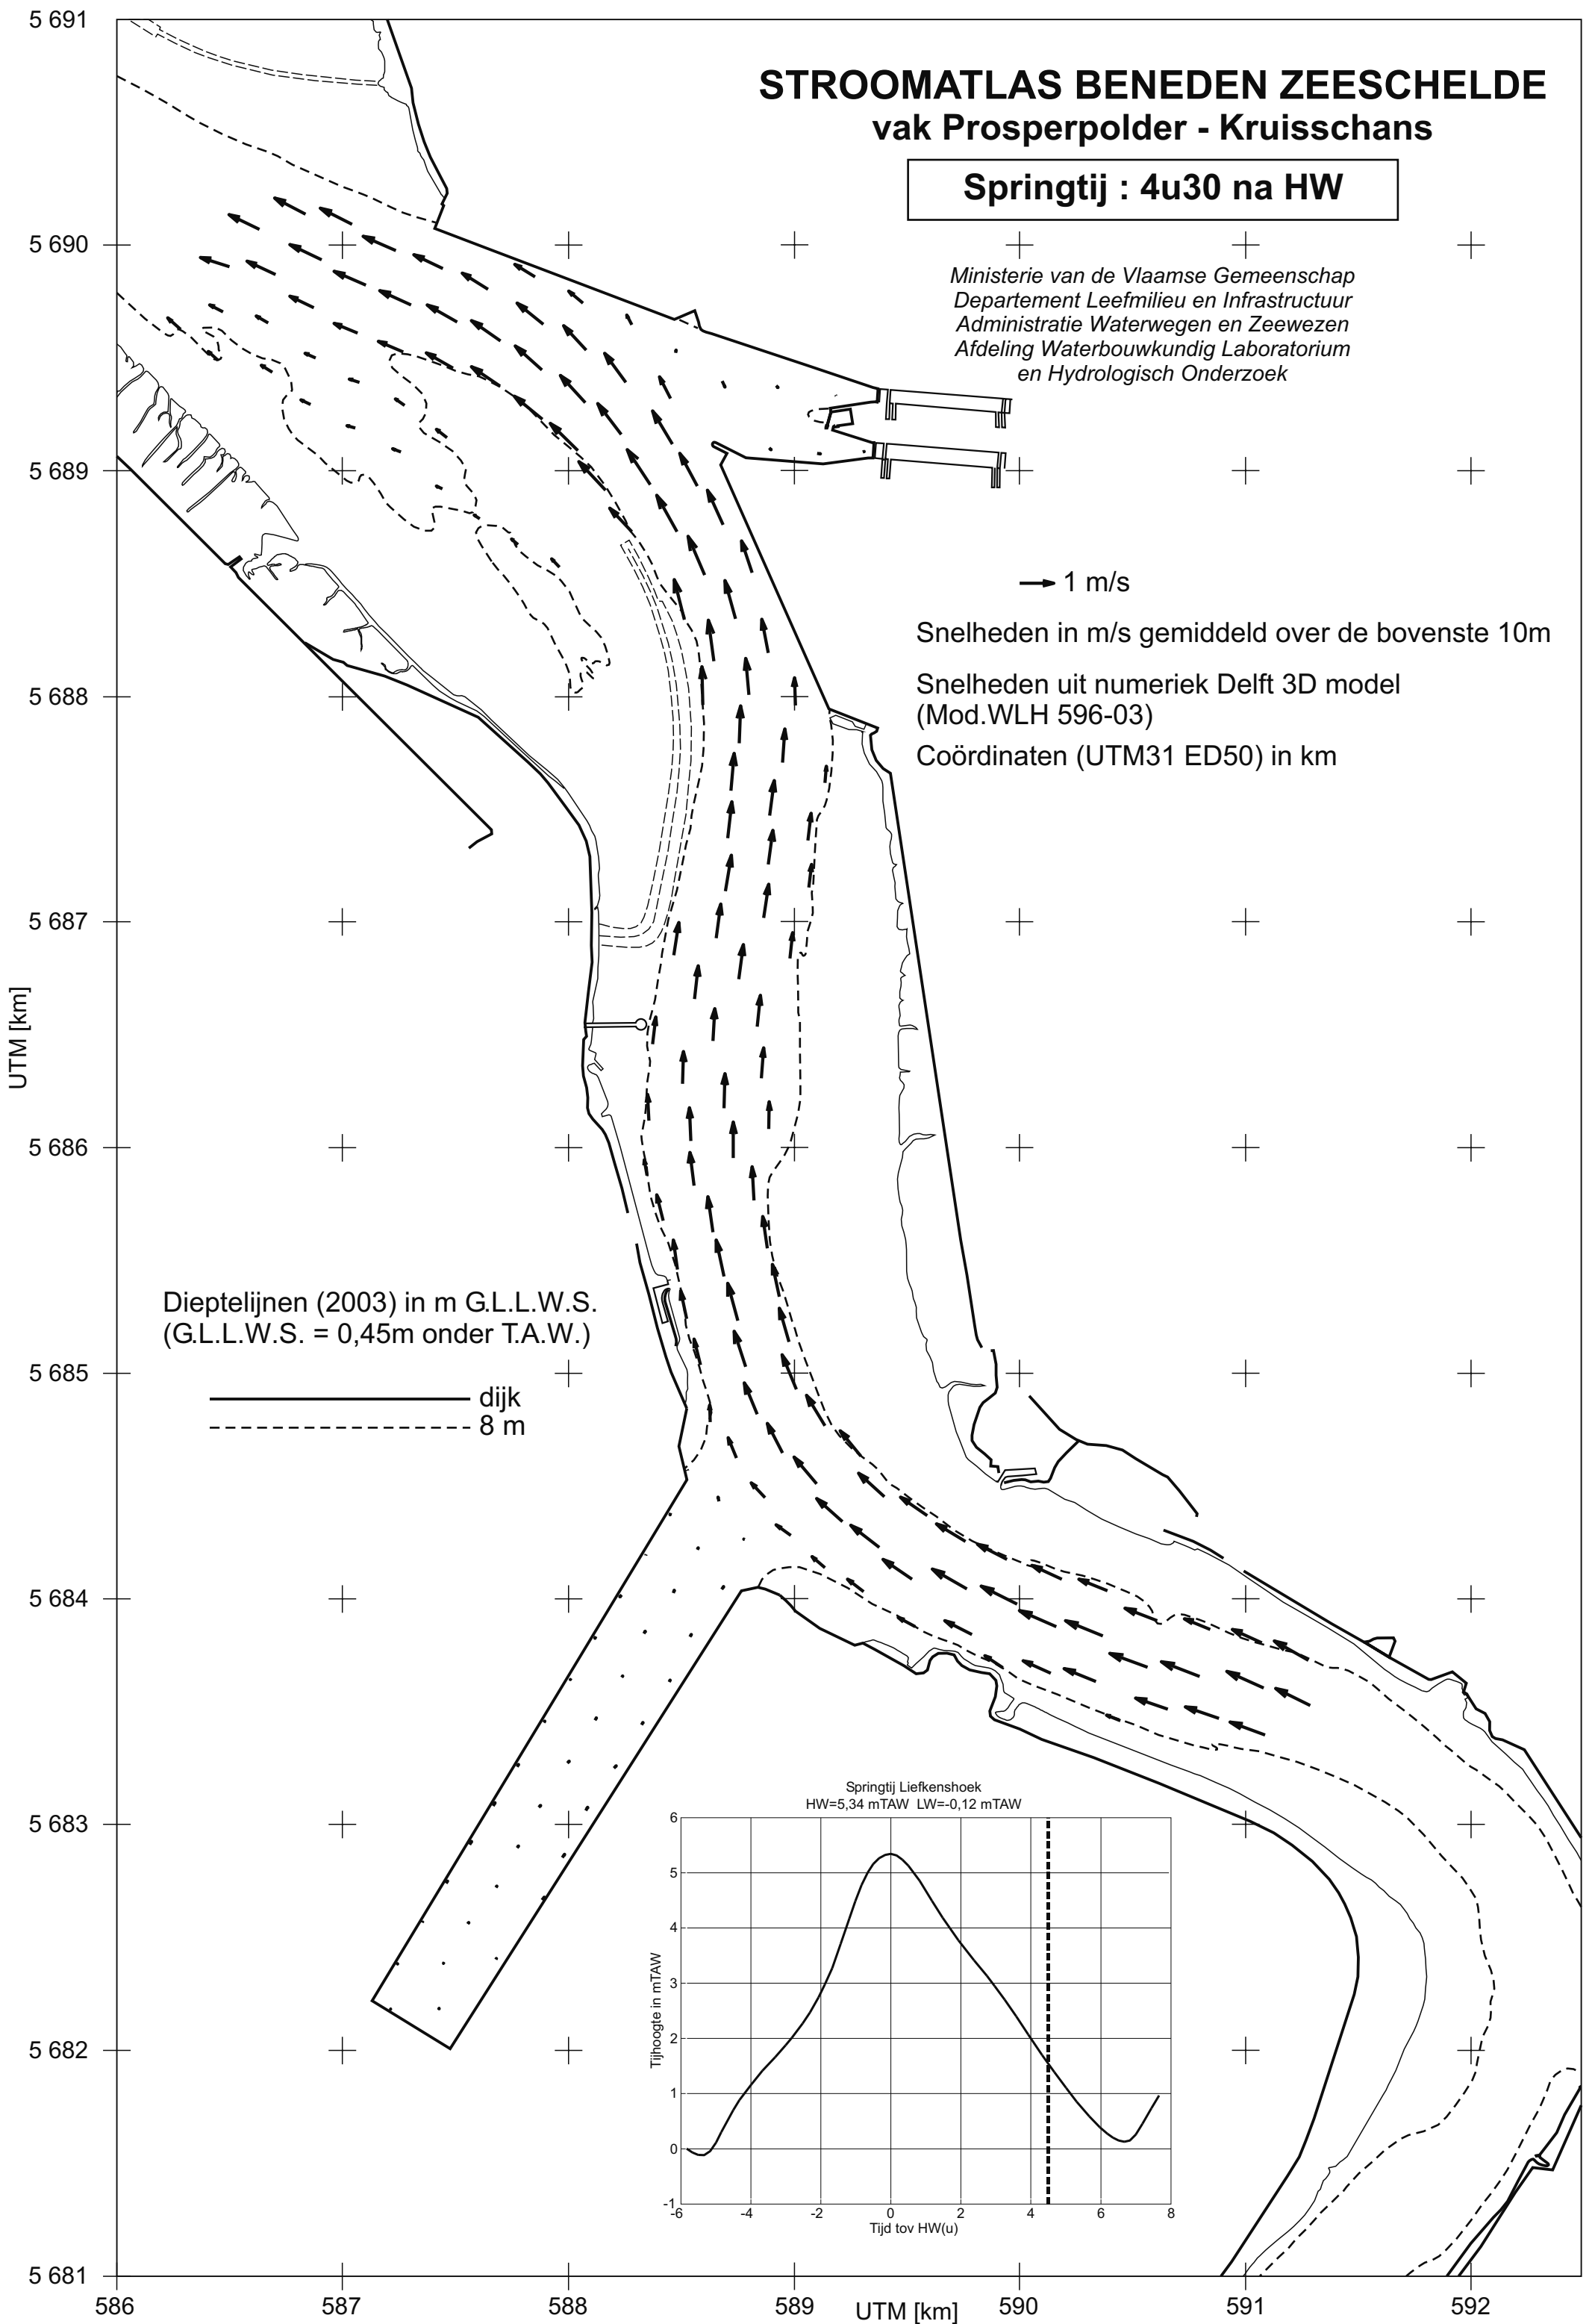 STROOMATLAS BENEDEN ZEESCHELDE
vak Prosperpolder - Kruisschans
Springtij : 4u30 na HW
Ministerie van de Vlaamse Gemeenschap
Departement Leefmilieu en Infrastructuur
Administratie Waterwegen en Zeewezen
Afdeling Waterbouwkundig Laboratorium
en Hydrologisch Onderzoek
1 m/s
Snelheden in m/s gemiddeld over de bovenste 10m
Snelheden uit numeriek Delft 3D model
(Mod.WLH 596-03)
Coördinaten (UTM31 ED50) in km
Dieptelijnen (2003) in m G.L.L.W.S.
(G.L.L.W.S. = 0,45m onder T.A.W.)
dijk
8 m
5 691
5 690
5 689
5 688
5 687
5 686
5 685
5 684
5 683
5 682
5 681
UTM [km]
586
587
588
589
590
591
592
UTM [km]
Springtij Liefkenshoek
HW=5,34 mTAW LW=-0,12 mTAW
6
5
4
3
2
1
0
-1
Tijhoogte in mTAW
-6
-4
-2
0
2
4
6
8
Tijd tov HW(u)